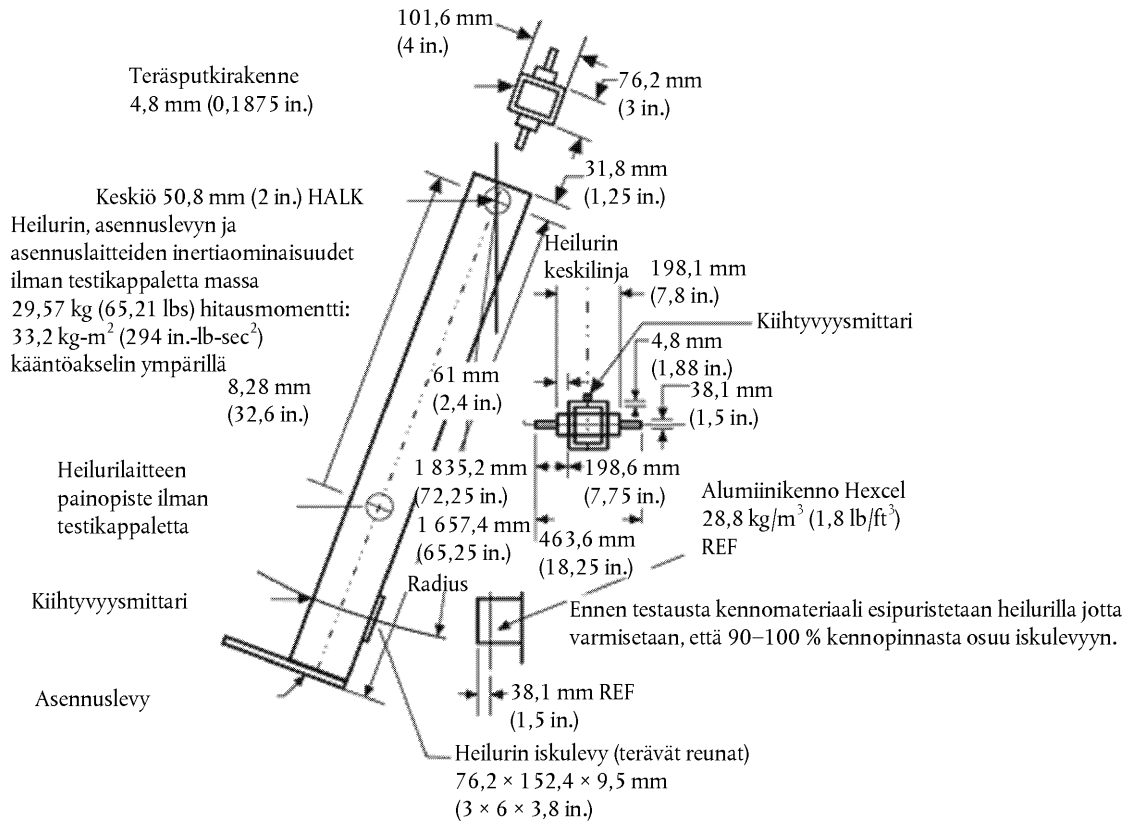 101,6 mm
(4 in.)
Teräsputkirakenne
4,8 mm (0,1875 in.)
76,2 mm
(3 in.)
31,8 mm
(1,25 in.)
Keskiö 50,8 mm (2 in.) HALK
Heilurin, asennuslevyn ja
asennuslaitteiden inertiaominaisuudet
ilman testikappaletta massa
29,57 kg (65,21 lbs) hitausmomentti:
33,2 kg-m² (294 in.-lb-sec²)
kääntöakselin ympärillä
Heilurin
keskilinja
198,1 mm
(7,8 in.)
Kiihtyvyysmittari
4,8 mm
(1,88 in.)
38,1 mm
(1,5 in.)
61 mm
(2,4 in.)
8,28 mm
(32,6 in.)
Heilurilaitteen
painopiste ilman
testikappaletta
1 835,2 mm
(72,25 in.)
1 657,4 mm
(65,25 in.)
198,6 mm
(7,75 in.)
463,6 mm
(18,25 in.)
Alumiinikenno Hexcel
28,8 kg/m³ (1,8 lb/ft³)
REF
Radius
Kiihtyvyysmittari
Ennen testausta kennomateriaali esipuristetaan heilurilla jotta
varmisetaan, että 90–100 % kennopinnasta osuu iskulevyyn.
Asennuslevy
38,1 mm REF
(1,5 in.)
Heilurin iskulevy (terävät reunat)
76,2 × 152,4 × 9,5 mm
(3 × 6 × 3,8 in.)